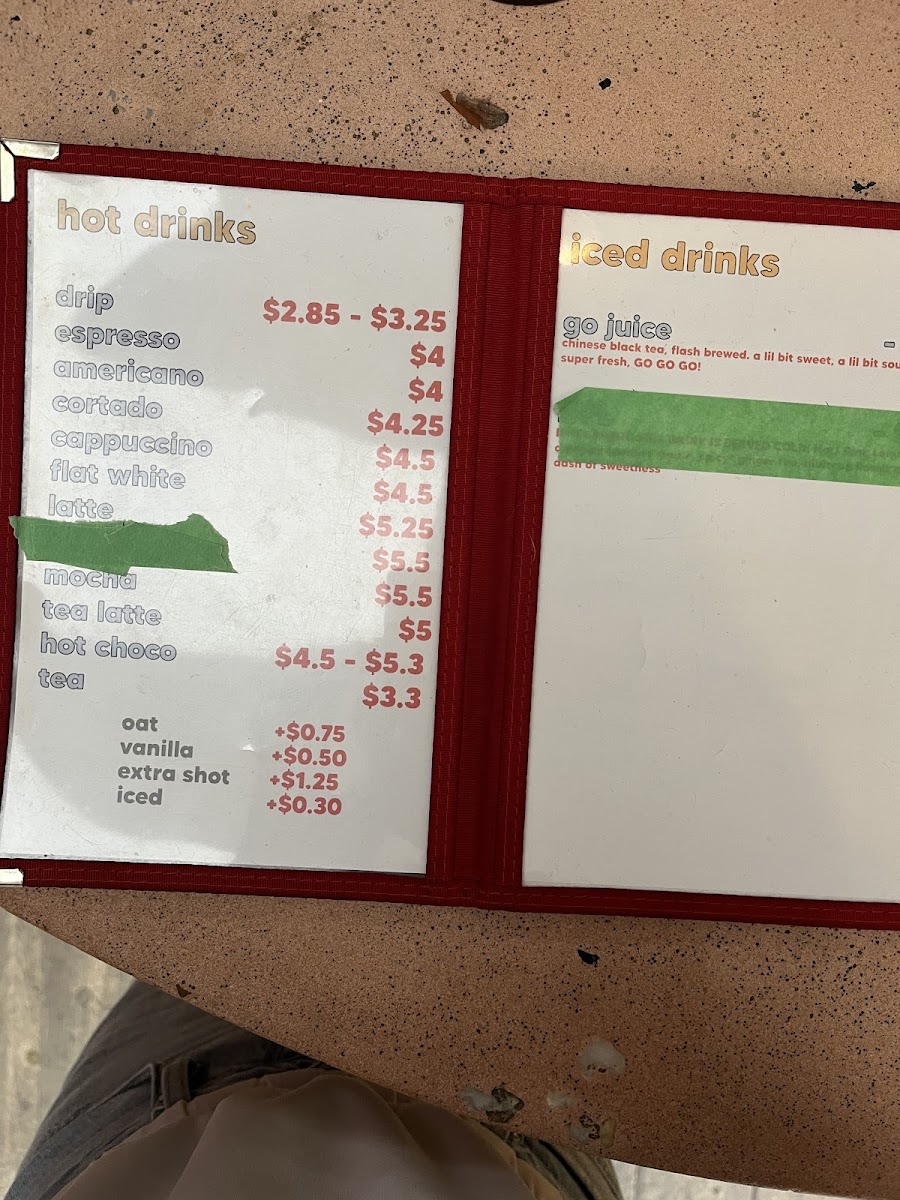 hot drinks
drip $2.85 - $3.25
espresso $4
americano $4
cortado $4.25
cappuccino $4.5
flat white $4.5
latte $5.25
$5.5
mocha $5.5
tea latte $5
hot choco $4.5 - $5.3
tea $3.3
oat +$0.75
vanilla +$0.50
extra shot +$1.25
iced +$0.30
iced drinks
go juice
chinese black tea, flash brewed. a lil bit sweet, a lil bit
super fresh, GO GO GO!
dash of sweetness